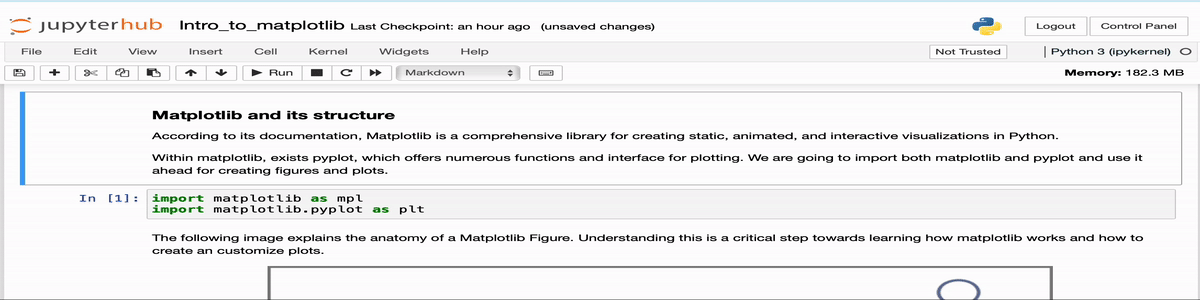 jupyterhub Intro_to_matplotlib Last Checkpoint: an hour ago (unsaved changes) Logout Control Panel
File Edit View Insert Cell Kernel Widgets Help Not Trusted Python 3 (ipykernel)
Run Markdown Memory: 182.3 MB
Matplotlib and its structure
According to its documentation, Matplotlib is a comprehensive library for creating static, animated, and interactive visualizations in Python.
Within matplotlib, exists pyplot, which offers numerous functions and interface for plotting. We are going to import both matplotlib and pyplot and use it
ahead for creating figures and plots.
In [1]: import matplotlib as mpl
import matplotlib.pyplot as plt
The following image explains the anatomy of a Matplotlib Figure. Understanding this is a critical step towards learning how matplotlib works and how to
create an customize plots.